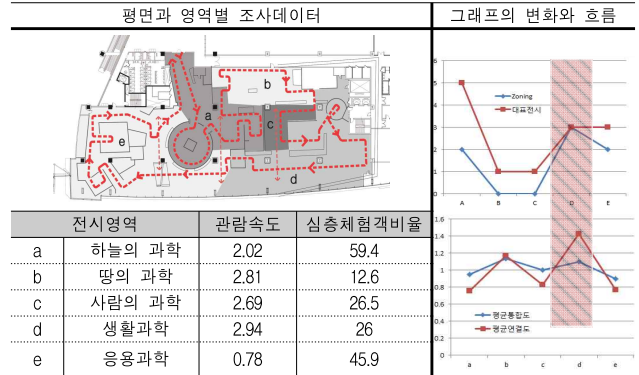 평면과 영역별 조사데이터
그래프의 변화와 흐름
a
b
c
d
e
전시영역 관람속도 심층체험객비율
a 하늘의 과학 2.02 59.4
b 땅의 과학 2.81 12.6
c 사람의 과학 2.69 26.5
d 생활과학 2.94 26
e 응용과학 0.78 45.9
6
5
4
3
2
1
0
Zoning
대표전시
A B C D E
1.6
1.4
1.2
1
0.8
0.6
0.4
0.2
0
평균통합도
평균연결도
a b c d e